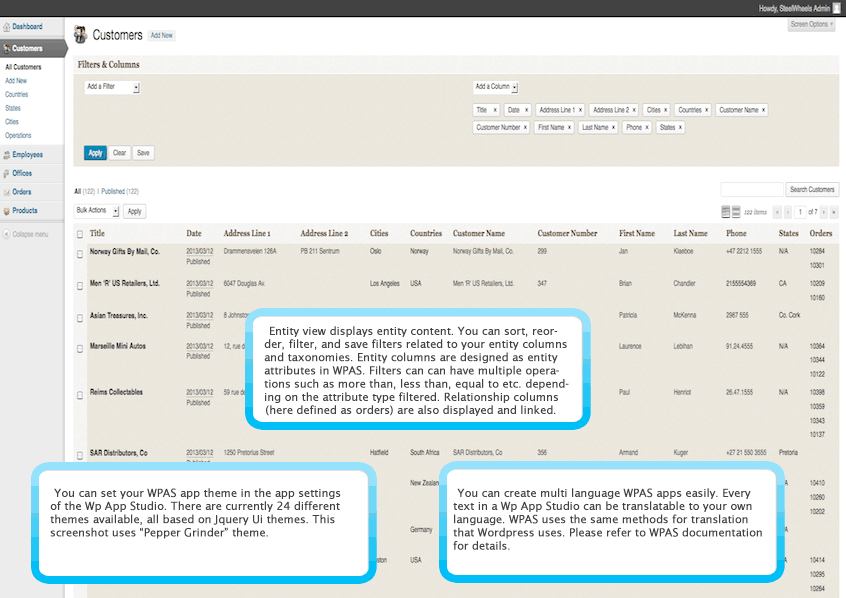 Howdy, SteelWheels Admin
Screen Options
Dashboard
Customers
All Customers
Add New
Countries
States
Cities
Operations
Employees
Offices
Orders
Products
Collapse menu
Customers Add New
Filters & Columns
Add a Filter
Add a Column
Title × Date × Address Line 1 × Address Line 2 × Cities × Countries × Customer Name ×
Customer Number × First Name × Last Name × Phone × States ×
Apply Clear Save
All (122) | Published (122)
Search Customers
Bulk Actions Apply
122 items « ‹ 1 of 7 › »
Title Date Address Line 1 Address Line 2 Cities Countries Customer Name Customer Number First Name Last Name Phone States Orders
Norway Gifts By Mail, Co. 2013/03/12 Drammensveien 126A PB 211 Sentrum Oslo Norway Norway Gifts By Mail, Co. 299 Jan Klaeboe +47 2212 1555 N/A 10284
Published 10301
Men 'R' US Retailers, Ltd. 2013/03/12 6047 Douglas Av. Los Angeles USA Men 'R' US Retailers, Ltd. 347 Brian Chandler 2155554369 CA 10209
Published 10160
Asian Treasures, Inc. 2013/03/12 8 Johnston Patricia McKenna 2967 555 Co. Cork
Published
Marseille Mini Autos 2013/03/12 12, rue d Laurence Lebihan 91.24.4555 N/A 10364
Published 10344
10122
Reims Collectables 2013/03/12 59 rue de Paul Henriot 26.47.1555 N/A 10398
Published 10359
10343
10137
SAR Distributors, Co 2013/03/12 1250 Pretorius Street Hatfield South Africa SAR Distributors, Co 356 Armand Kuger +27 21 550 3555 Pretoria
New Zealan 10410
10260
10202
Germany
USA 10414
10295
10264
Entity view displays entity content. You can sort, reor-
der, filter, and save filters related to your entity columns
and taxonomies. Entity columns are designed as entity
attributes in WPAS. Filters can can have multiple opera-
tions such as more than, less than, equal to etc. depend-
ing on the attribute type filtered. Relationship columns
(here defined as orders) are also displayed and linked.
You can set your WPAS app theme in the app settings
of the Wp App Studio. There are currently 24 different
themes available, all based on Jquery Ui themes. This
screenshot uses "Pepper Grinder" theme.
You can create multi language WPAS apps easily. Every
text in a Wp App Studio can be translatable to your own
language. WPAS uses the same methods for translation
that Wordpress uses. Please refer to WPAS documentation
for details.